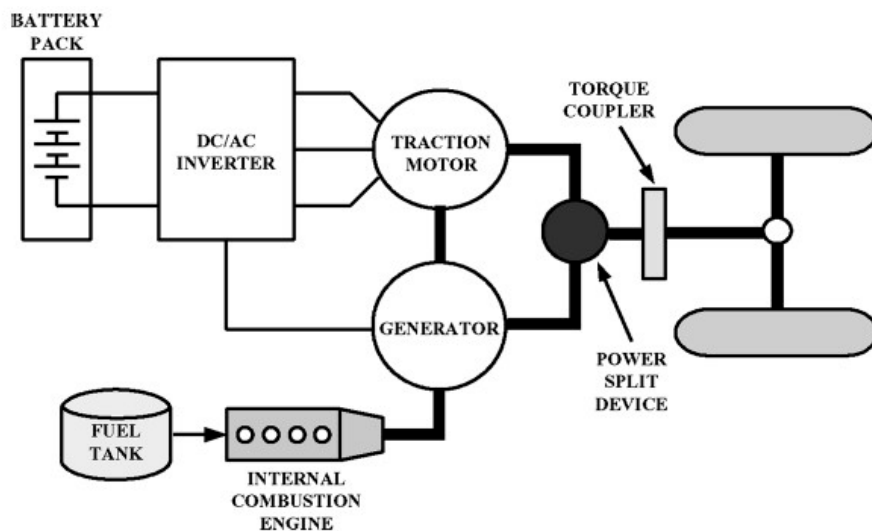 BATTERY
PACK
DC/AC
INVERTER
TRACTION
MOTOR
TORQUE
COUPLER
GENERATOR
POWER
SPLIT
DEVICE
FUEL
TANK
INTERNAL
COMBUSTION
ENGINE